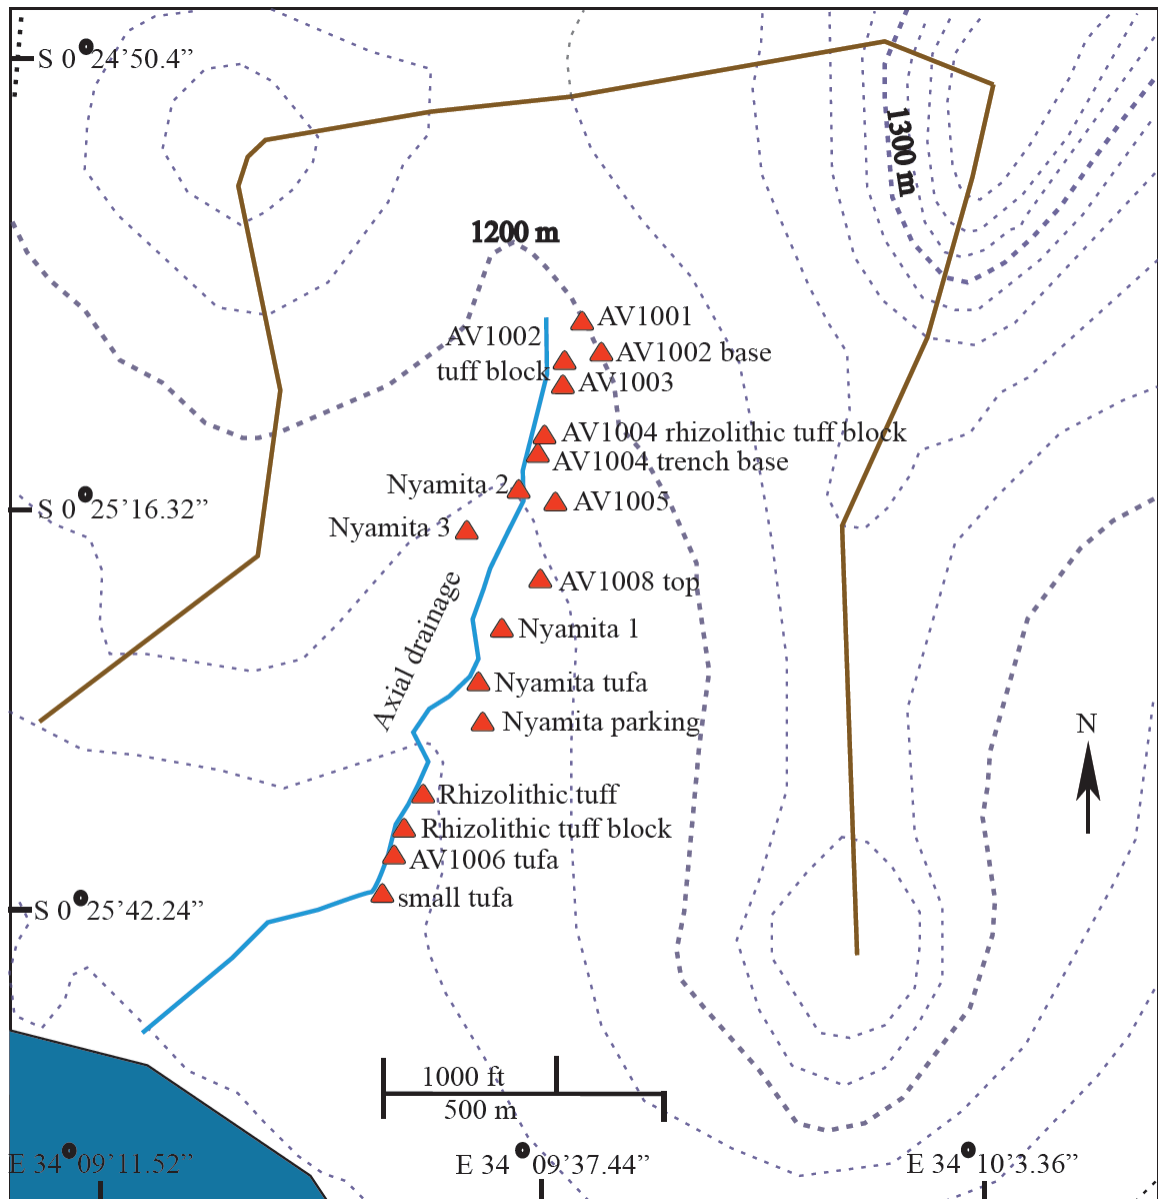 S 0°24’50.4”
1300 m
1200 m
AV1001
AV1002
tuff block
AV1002 base
AV1003
AV1004 rhizolithic tuff block
AV1004 trench base
Nyamita 2
S 0°25’16.32”
AV1005
Nyamita 3
AV1008 top
Axial drainage
Nyamita 1
Nyamita tufa
Nyamita parking
N
Rhizolithic tuff
Rhizolithic tuff block
AV1006 tufa
small tufa
S 0°25’42.24”
1000 ft
500 m
E 34°09’11.52”
E 34°09’37.44”
E 34°10’3.36”